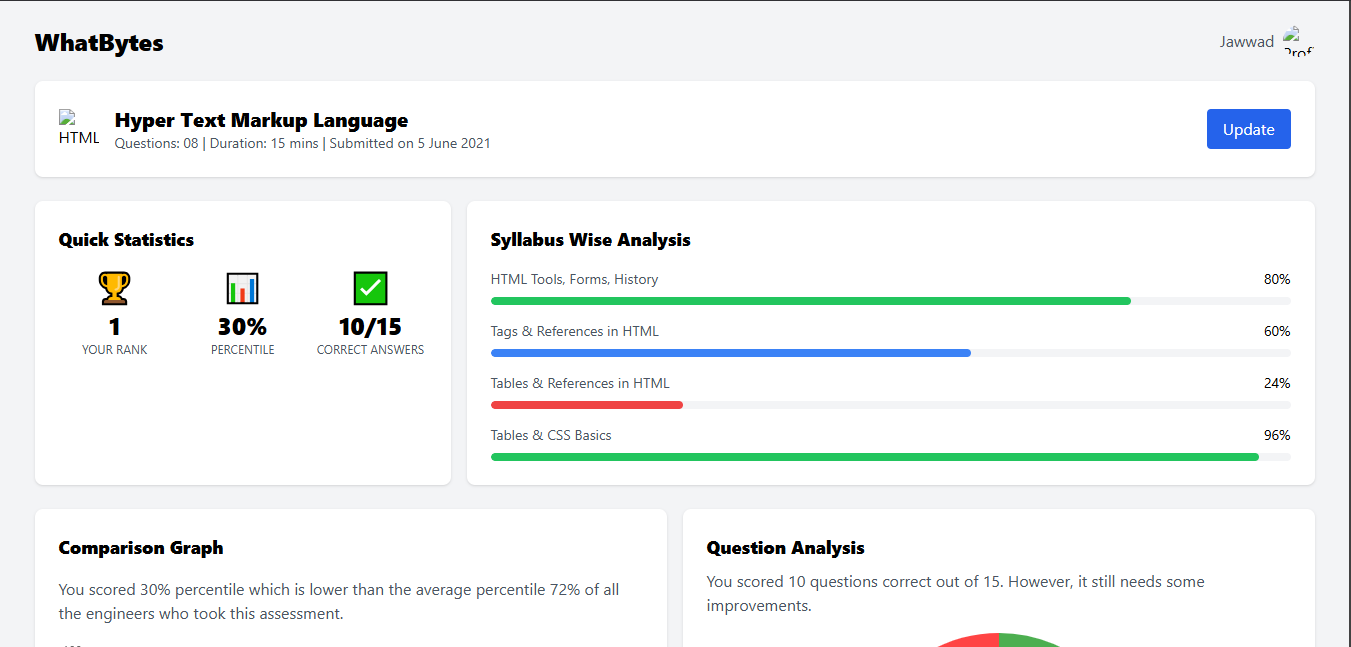 WhatBytes
Jawwad
HTML
Hyper Text Markup Language
Questions: 08 | Duration: 15 mins | Submitted on 5 June 2021
Update
Quick Statistics
1
YOUR RANK
30%
PERCENTILE
10/15
CORRECT ANSWERS
Syllabus Wise Analysis
HTML Tools, Forms, History 80%
Tags & References in HTML 60%
Tables & References in HTML 24%
Tables & CSS Basics 96%
Comparison Graph
You scored 30% percentile which is lower than the average percentile 72% of all
the engineers who took this assessment.
Question Analysis
You scored 10 questions correct out of 15. However, it still needs some
improvements.